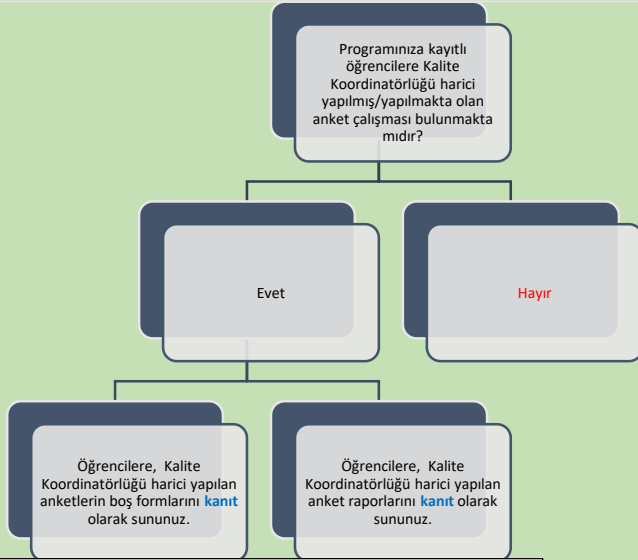 Programınıza kayıtlı
öğrencilere Kalite
Koordinatörlüğü harici
yapılmış/yapılmakta olan
anket çalışması bulunmakta
mıdır?
Evet
Hayır
Öğrencilere, Kalite
Koordinatörlüğü harici yapılan
anketlerin boş formlarını kanıt
olarak sununuz.
Öğrencilere, Kalite
Koordinatörlüğü harici yapılan
anket raporlarını kanıt olarak
sununuz.